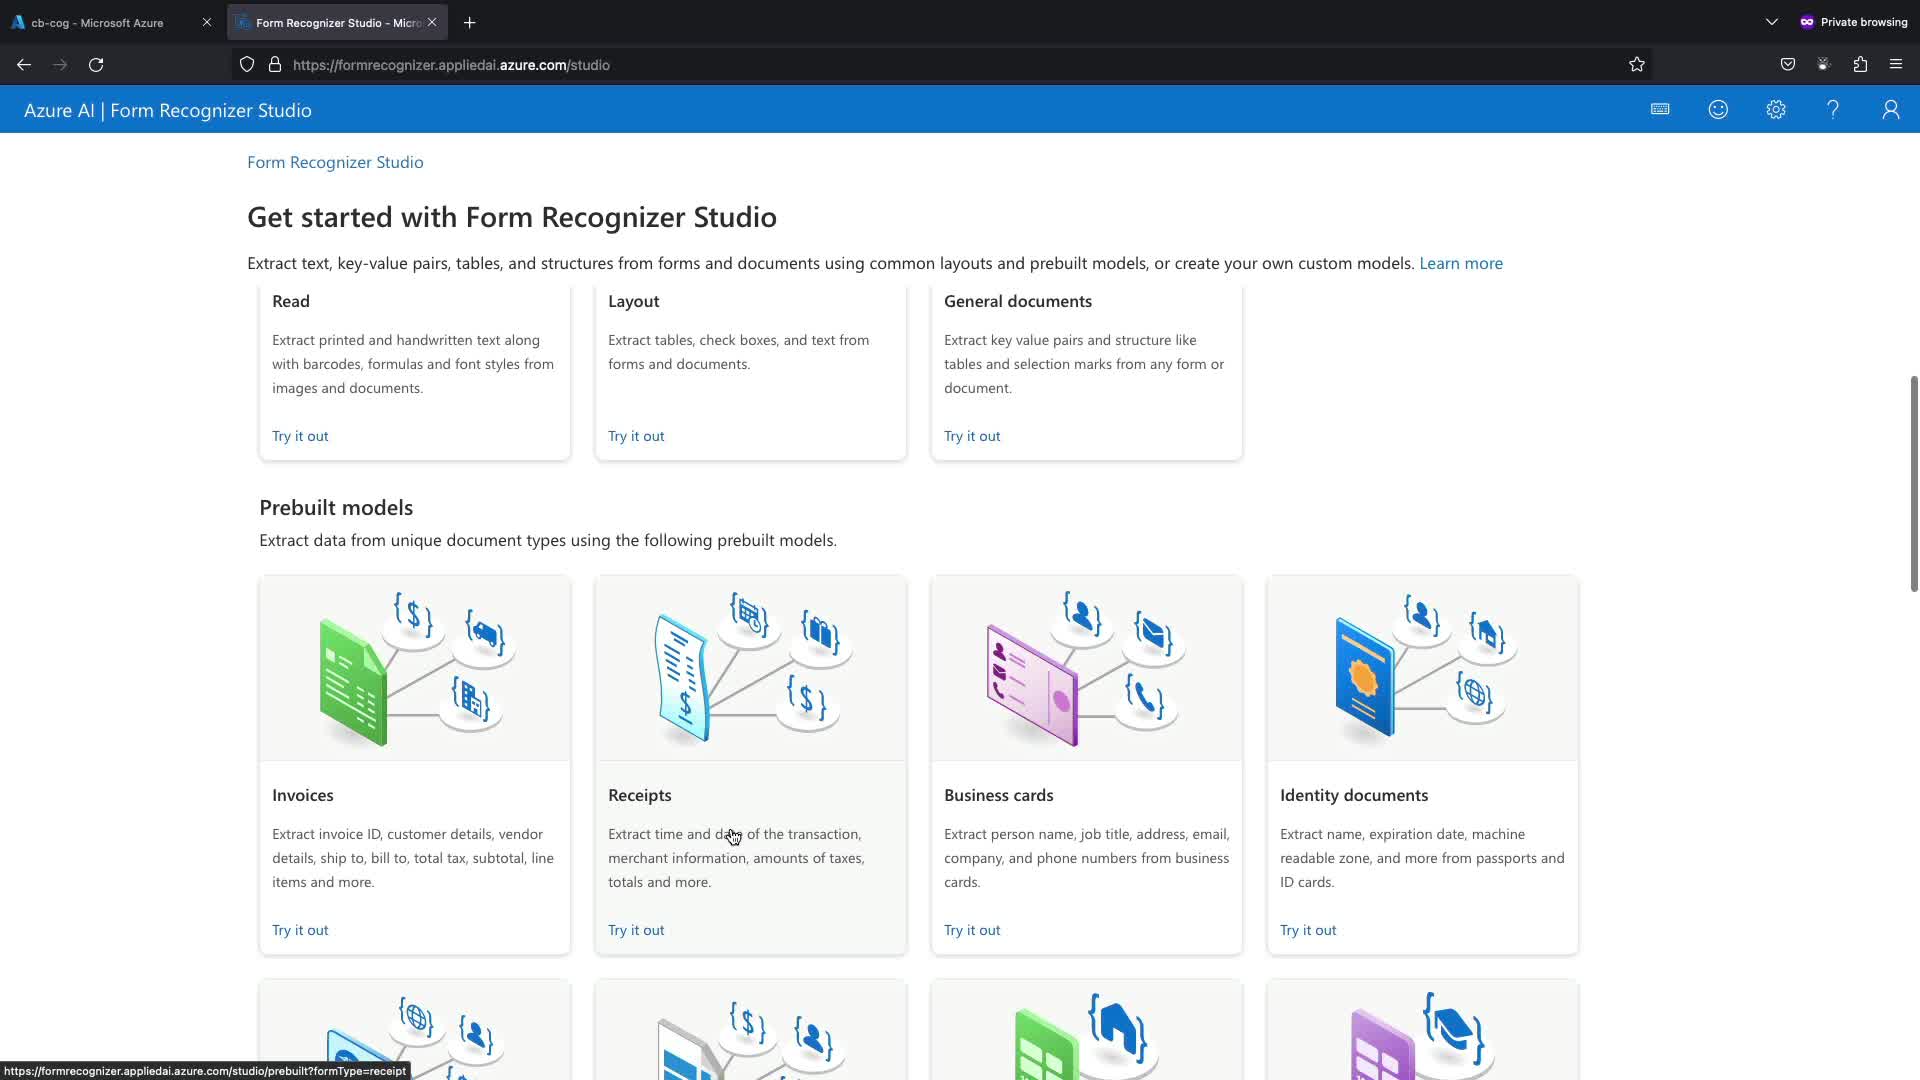 cb-cog - Microsoft Azure
Form Recognizer Studio - Micro
Private browsing
https://formrecognizer.appliedai.azure.com/studio
Azure AI | Form Recognizer Studio
Form Recognizer Studio
Get started with Form Recognizer Studio
Extract text, key-value pairs, tables, and structures from forms and documents using common layouts and prebuilt models, or create your own custom models. Learn more
Read
Extract printed and handwritten text along
with barcodes, formulas and font styles from
images and documents.
Try it out
Layout
Extract tables, check boxes, and text from
forms and documents.
Try it out
General documents
Extract key value pairs and structure like
tables and selection marks from any form or
document.
Try it out
Prebuilt models
Extract data from unique document types using the following prebuilt models.
Invoices
Extract invoice ID, customer details, vendor
details, ship to, bill to, total tax, subtotal, line
items and more.
Try it out
Receipts
Extract time and date of the transaction,
merchant information, amounts of taxes,
totals and more.
Try it out
Business cards
Extract person name, job title, address, email,
company, and phone numbers from business
cards.
Try it out
Identity documents
Extract name, expiration date, machine
readable zone, and more from passports and
ID cards.
Try it out
https://formrecognizer.appliedai.azure.com/studio/prebuilt?formType=receipt